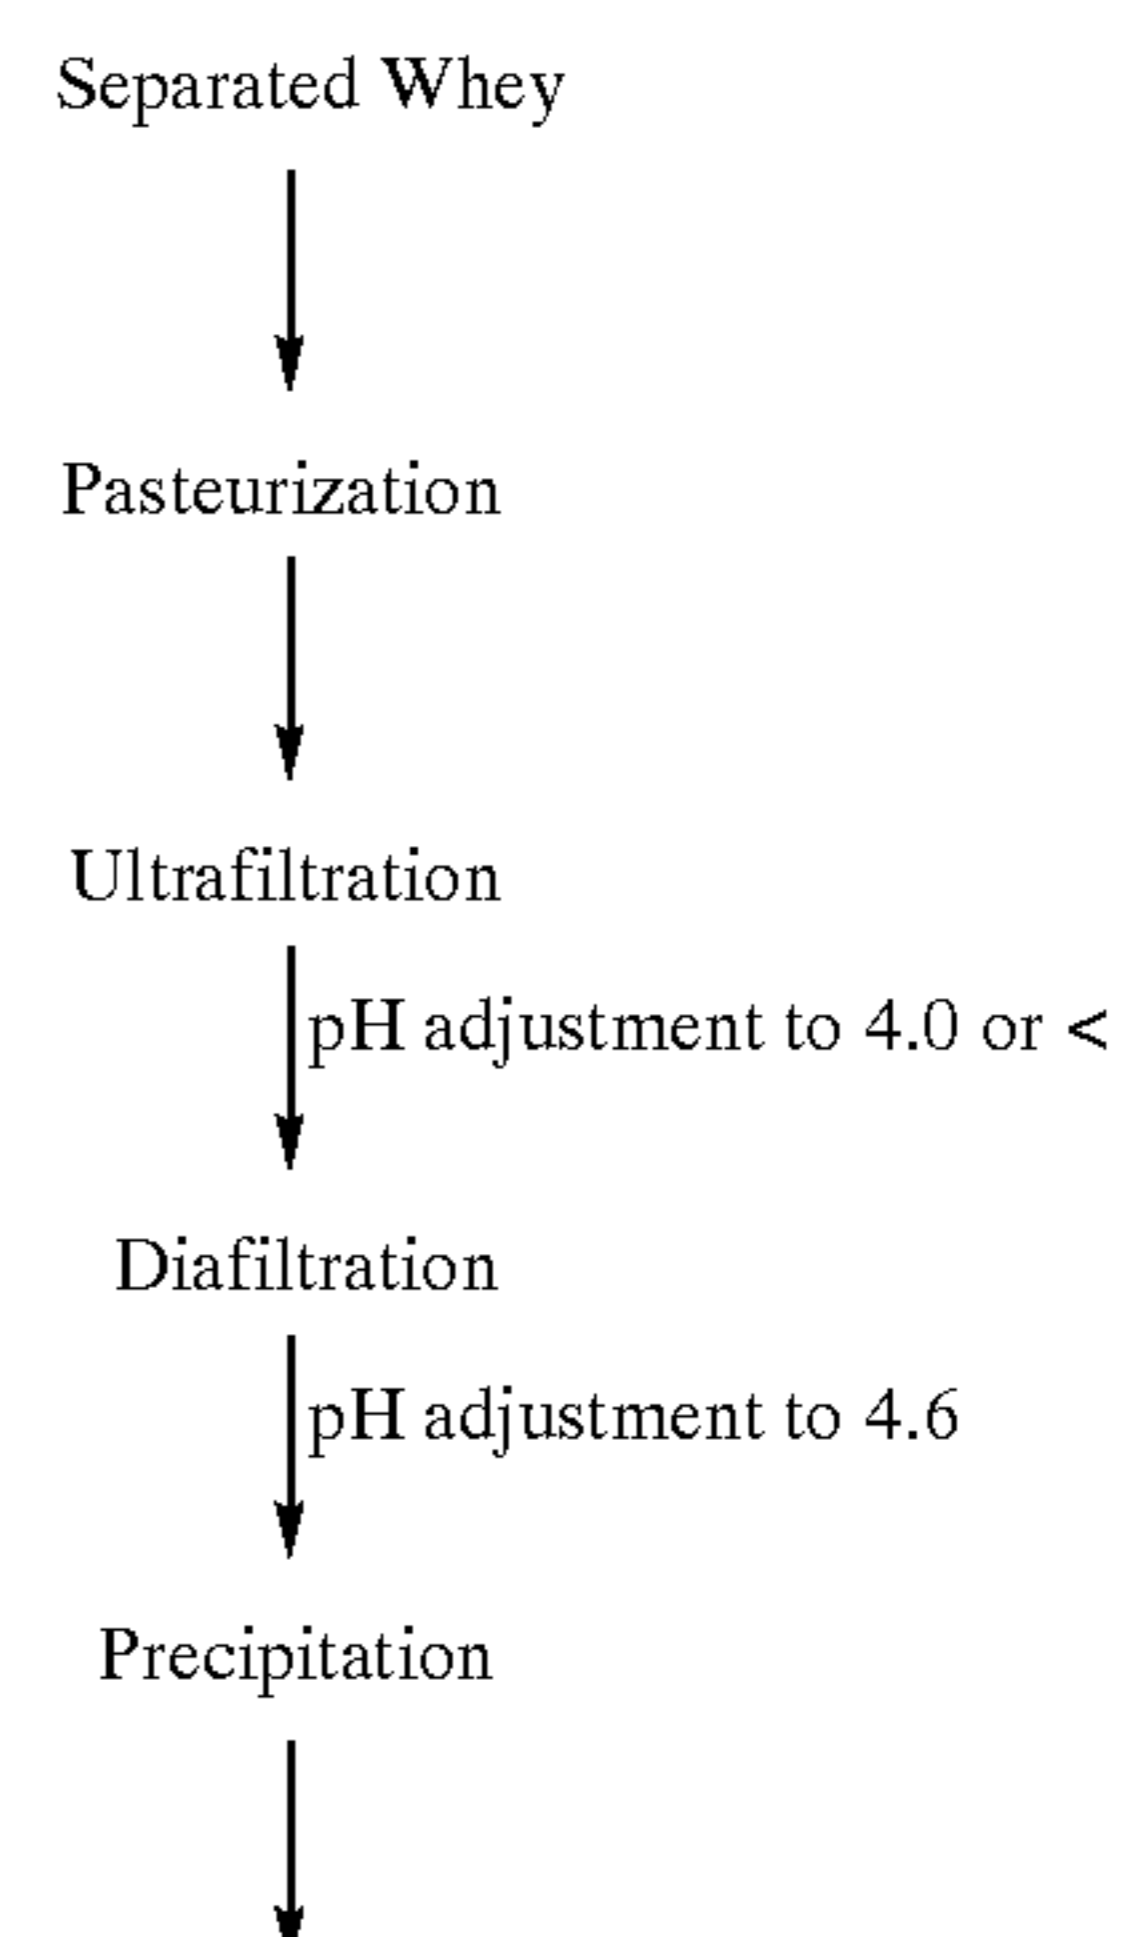 Separated Whey
Pasteurization
Ultrafiltration
pH adjustment to 4.0 or <
Diafiltration
pH adjustment to 4.6
Precipitation